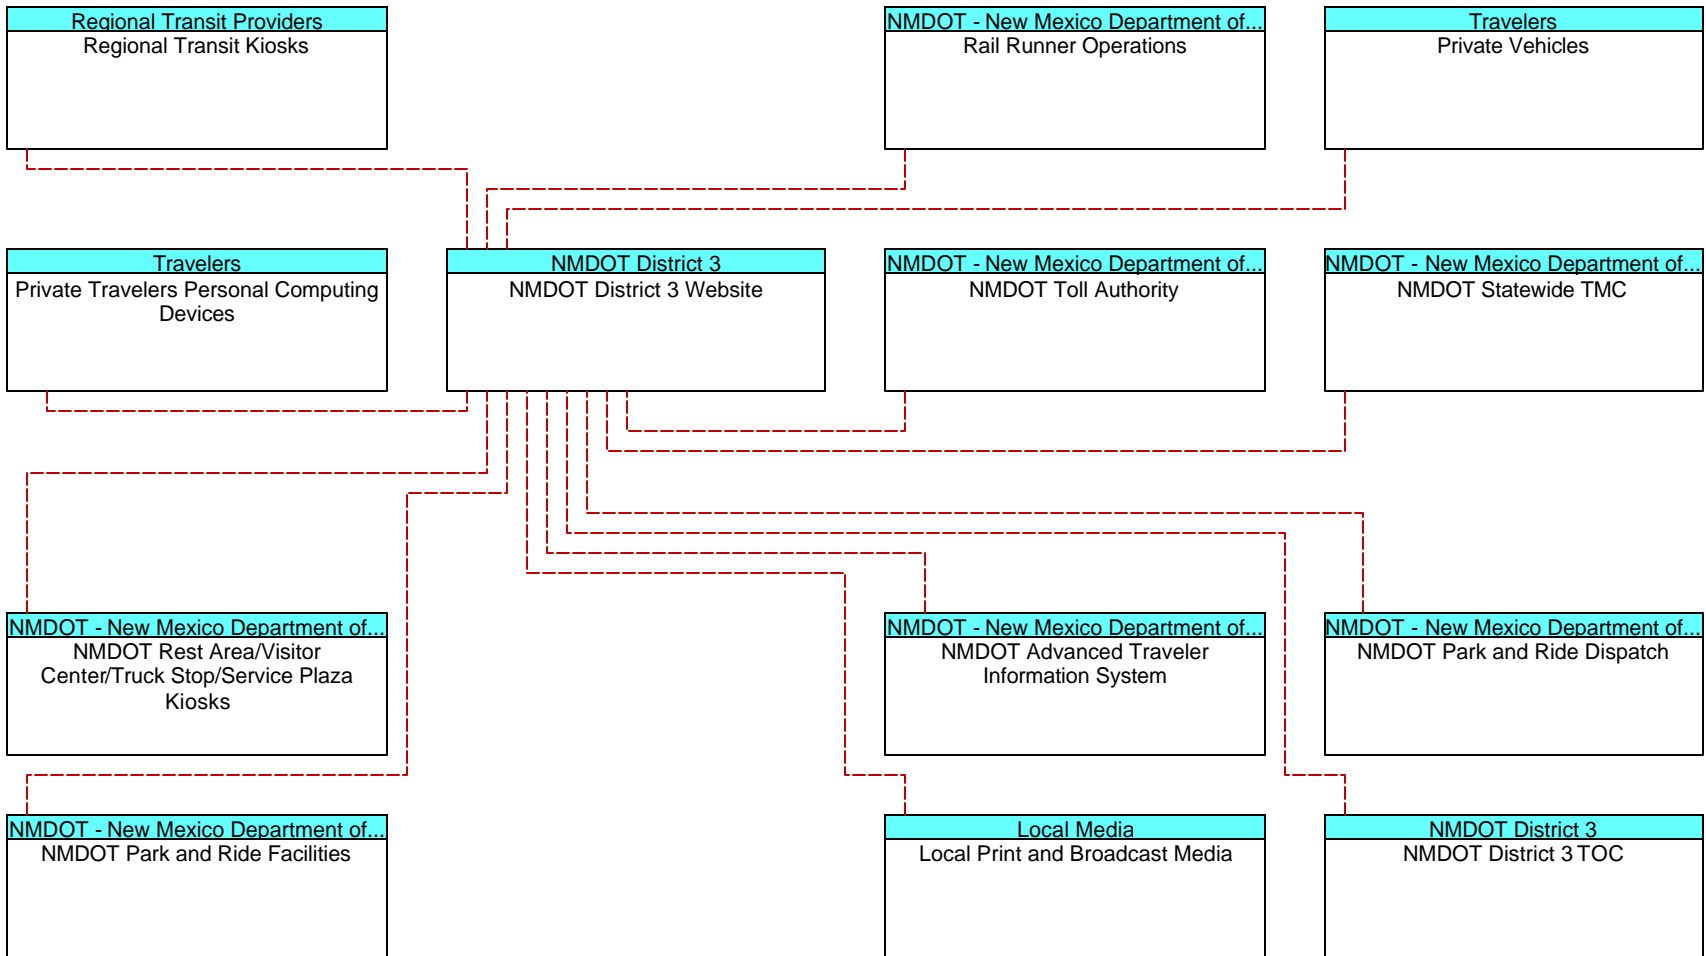 Regional Transit Providers
Regional Transit Kiosks
NMDOT - New Mexico Department of...
Rail Runner Operations
Travelers
Private Vehicles
Travelers
Private Travelers Personal Computing
Devices
NMDOT District 3
NMDOT District 3 Website
NMDOT - New Mexico Department of...
NMDOT Toll Authority
NMDOT - New Mexico Department of...
NMDOT Statewide TMC
NMDOT - New Mexico Department of...
NMDOT Rest Area/Visitor
Center/Truck Stop/Service Plaza
Kiosks
NMDOT - New Mexico Department of...
NMDOT Advanced Traveler
Information System
NMDOT - New Mexico Department of...
NMDOT Park and Ride Dispatch
NMDOT - New Mexico Department of...
NMDOT Park and Ride Facilities
Local Media
Local Print and Broadcast Media
NMDOT District 3
NMDOT District 3 TOC